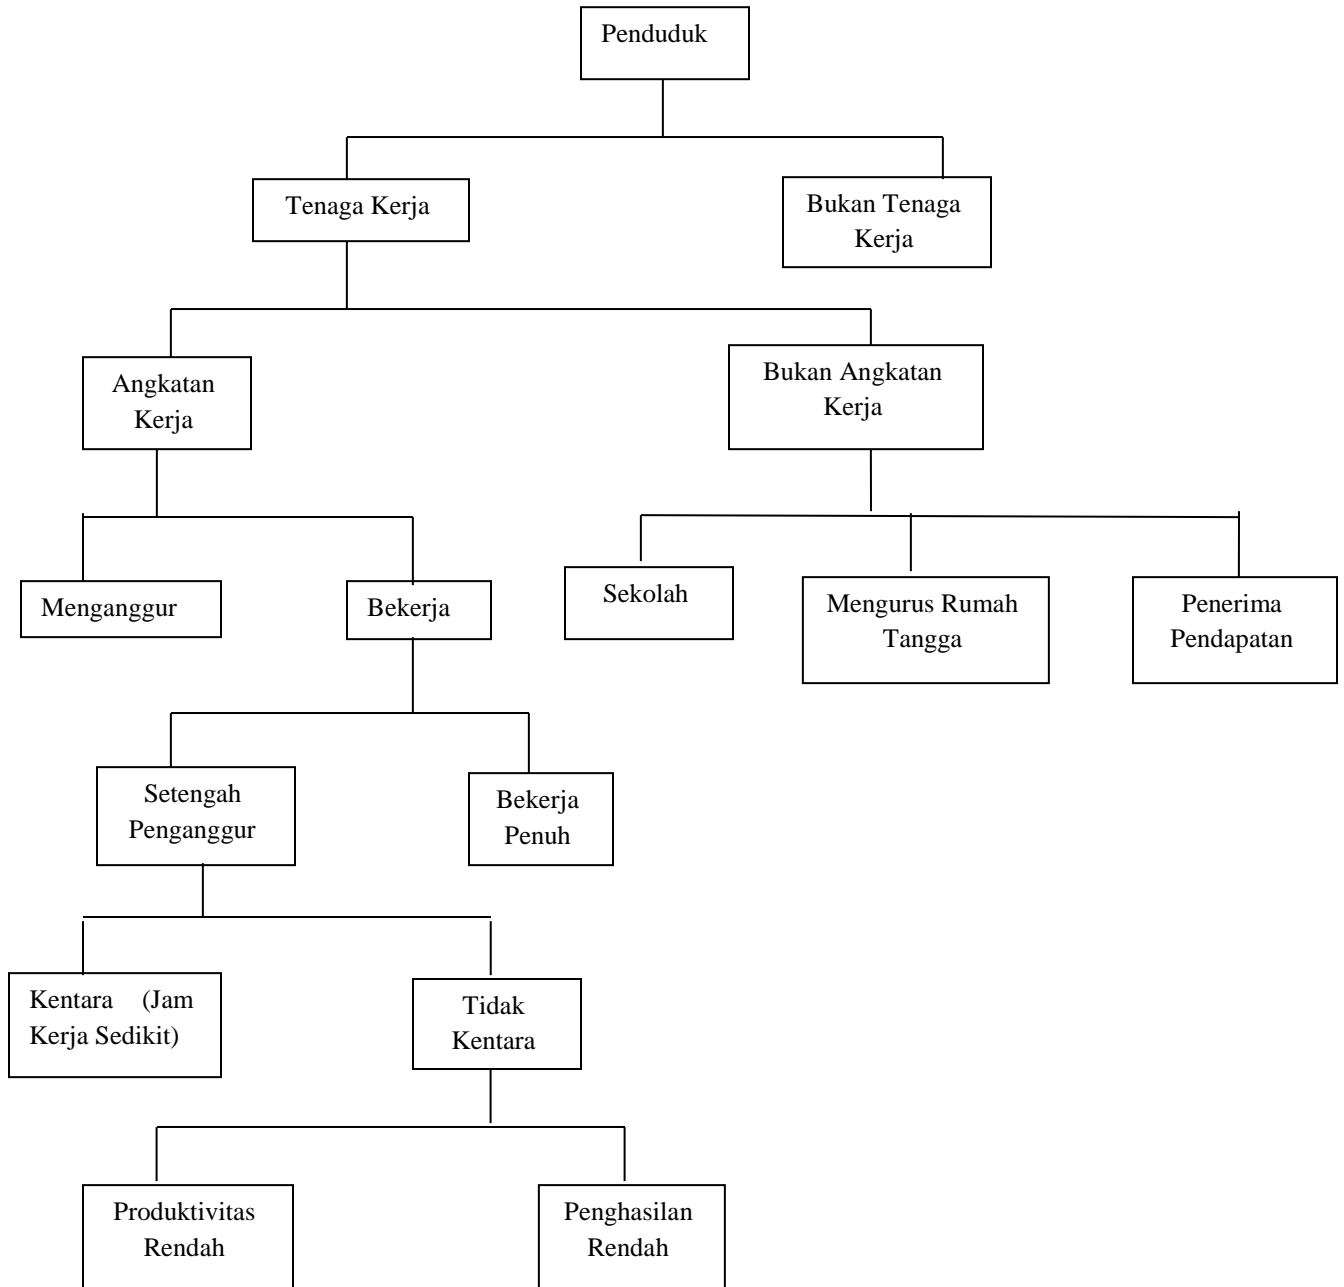 Penduduk
Tenaga Kerja
Bukan Tenaga
Kerja
Angkatan
Kerja
Bukan Angkatan
Kerja
Menganggur
Bekerja
Sekolah
Mengurus Rumah
Tangga
Penerima
Pendapatan
Setengah
Penganggur
Bekerja
Penuh
Kentara (Jam
Kerja Sedikit)
Tidak
Kentara
Produktivitas
Rendah
Penghasilan
Rendah